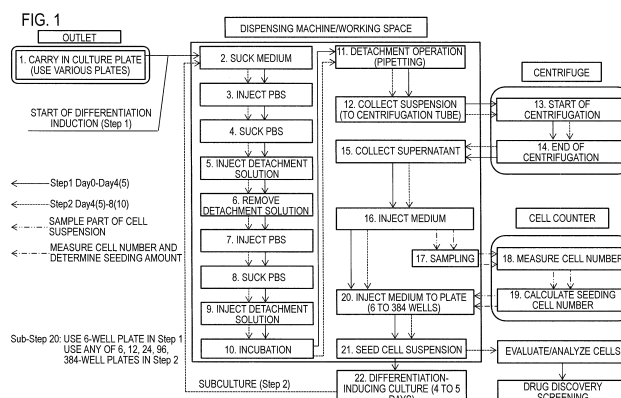 FIG. 1
OUTLET
DISPENSING MACHINE/WORKING SPACE
1. CARRY IN CULTURE PLATE
(USE VARIOUS PLATES)
START OF DIFFERENTIATION
INDUCTION (Step 1)
2. SUCK MEDIUM
3. INJECT PBS
4. SUCK PBS
5. INJECT DETACHMENT
SOLUTION
6. REMOVE
DETACHMENT SOLUTION
7. INJECT PBS
8. SUCK PBS
9. INJECT DETACHMENT
SOLUTION
10. INCUBATION
11. DETACHMENT OPERATION
(PIPETTING)
12. COLLECT SUSPENSION
(TO CENTRIFUGATION TUBE)
CENTRIFUGE
13. START OF
CENTRIFUGATION
14. END OF
CENTRIFUGATION
15. COLLECT SUPERNATANT
16. INJECT MEDIUM
17. SAMPLING
CELL COUNTER
18. MEASURE CELL NUMBER
19. CALCULATE SEEDING
CELL NUMBER
20. INJECT MEDIUM TO PLATE
(6 TO 384 WELLS)
21. SEED CELL SUSPENSION
EVALUATE/ANALYZE CELLS
22. DIFFERENTIATION-
INDUCING CULTURE (4 TO 5
DAYS)
DRUG DISCOVERY
SCREENING
SUBCULTURE (Step 2)
Step1 Day0-Day4(5)
Step2 Day4(5)-8(10)
SAMPLE PART OF CELL
SUSPENSION
MEASURE CELL NUMBER AND
DETERMINE SEEDING AMOUNT
Sub-Step 20: USE 6-WELL PLATE IN Step 1
USE ANY OF 6, 12, 24, 96,
384-WELL PLATES IN Step 2